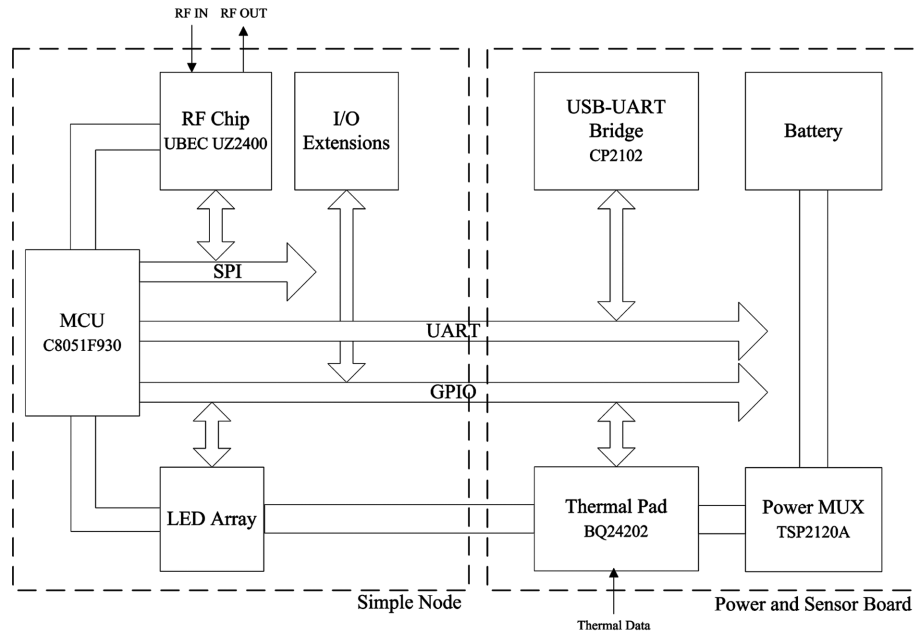 RF IN
RF OUT
RF Chip
UBEC UZ2400
I/O
Extensions
USB-UART
Bridge
CP2102
Battery
SPI
MCU
C8051F930
UART
GPIO
LED Array
Thermal Pad
BQ24202
Power MUX
TSP2120A
Simple Node
Power and Sensor Board
Thermal Data